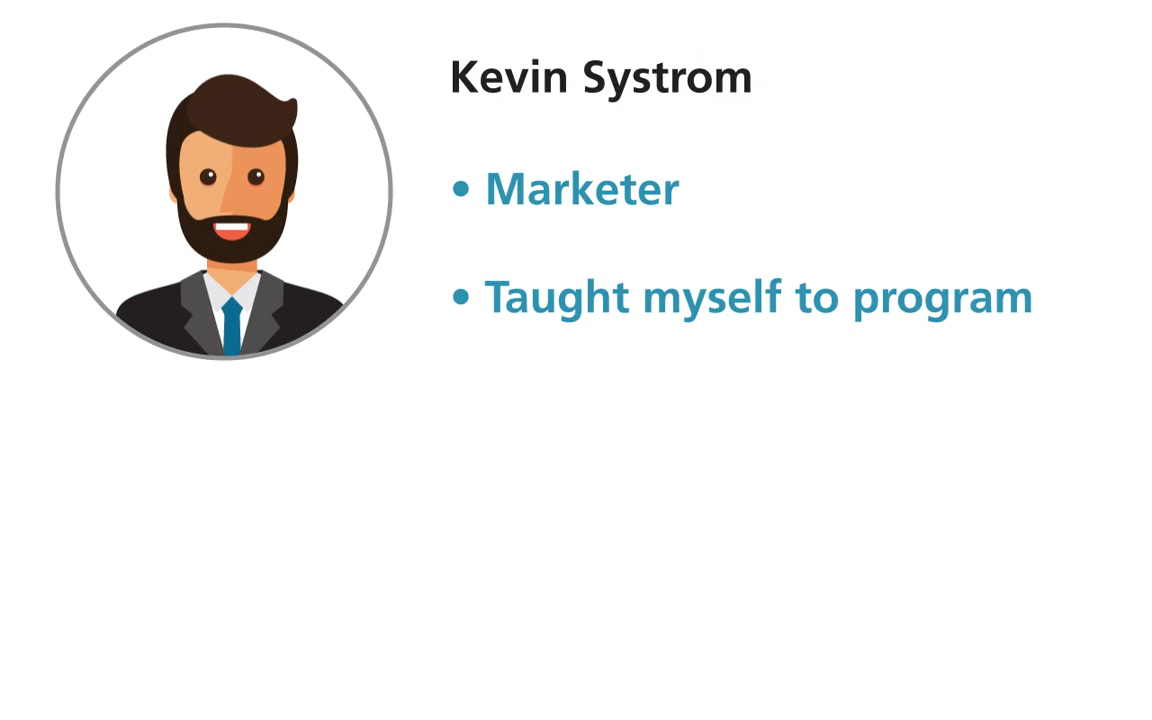 Kevin Systrom
• Marketer
• Taught myself to program